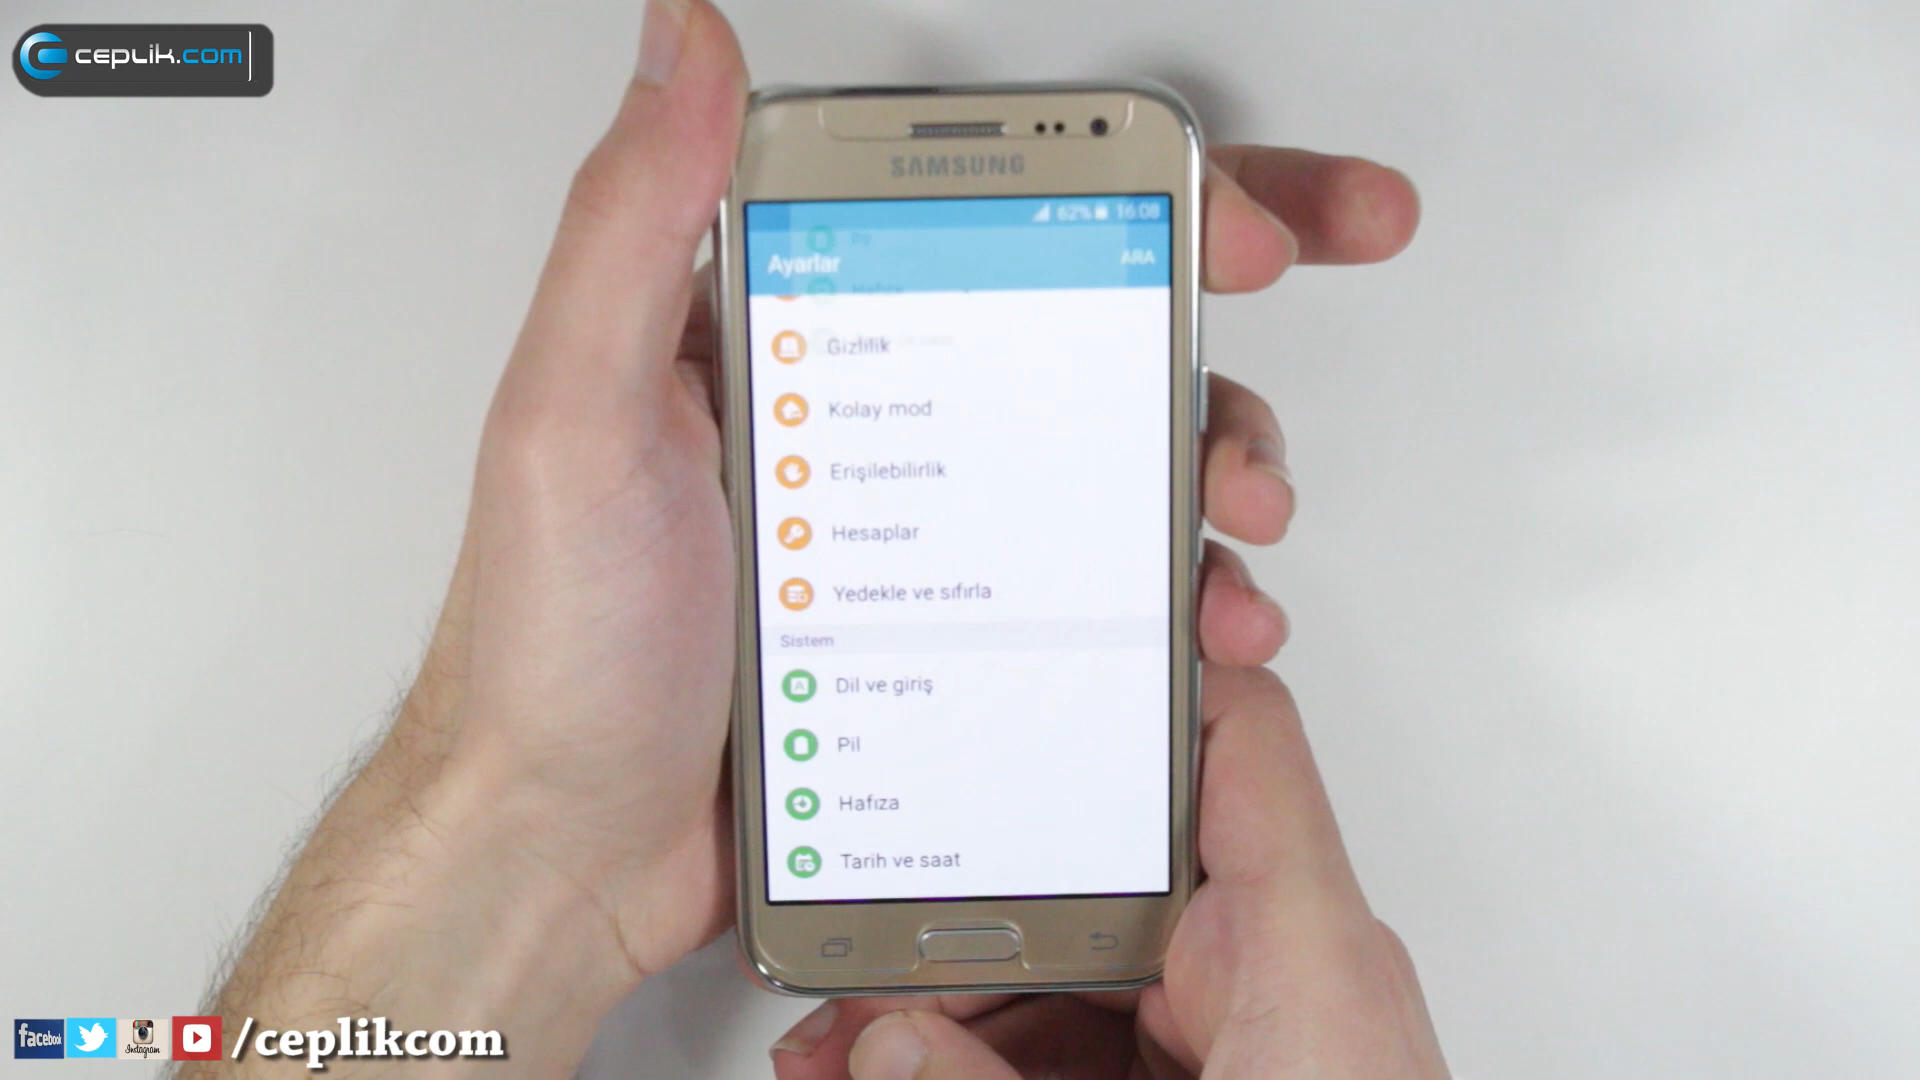 ceplik.com
SAMSUNG
62% 16:08
Ayarlar
ARA
Gizlilik
Kolay mod
Erişilebilirlik
Hesaplar
Yedekle ve sıfırla
Sistem
Dil ve giriş
Pil
Hafıza
Tarih ve saat
facebook
Instagram
/ceplikcom